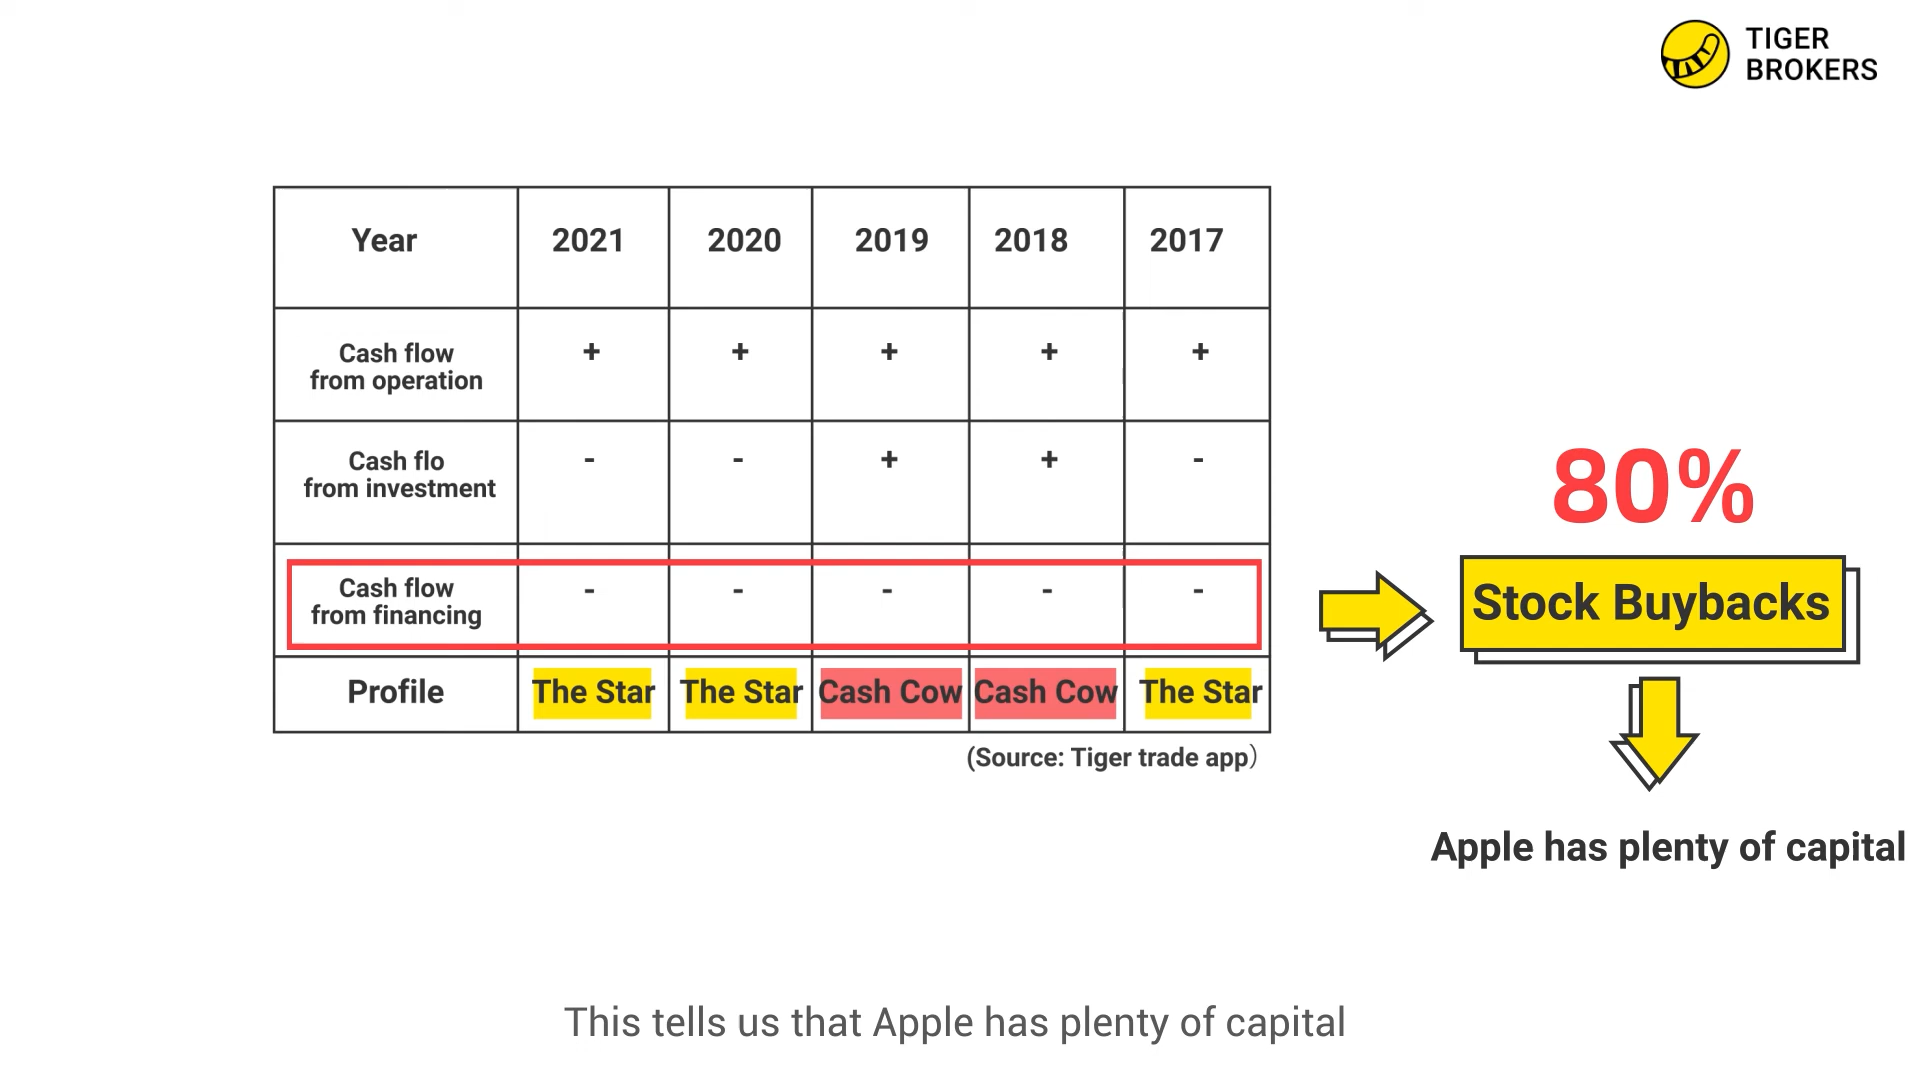 TIGER
BROKERS
Year 2021 2020 2019 2018 2017
Cash flow
from operation + + + + +
Cash flo
from investment - - + + -
Cash flow
from financing - - - - -
Profile The Star The Star Cash Cow Cash Cow The Star
(Source: Tiger trade app)
80%
Stock Buybacks
Apple has plenty of capital
This tells us that Apple has plenty of capital